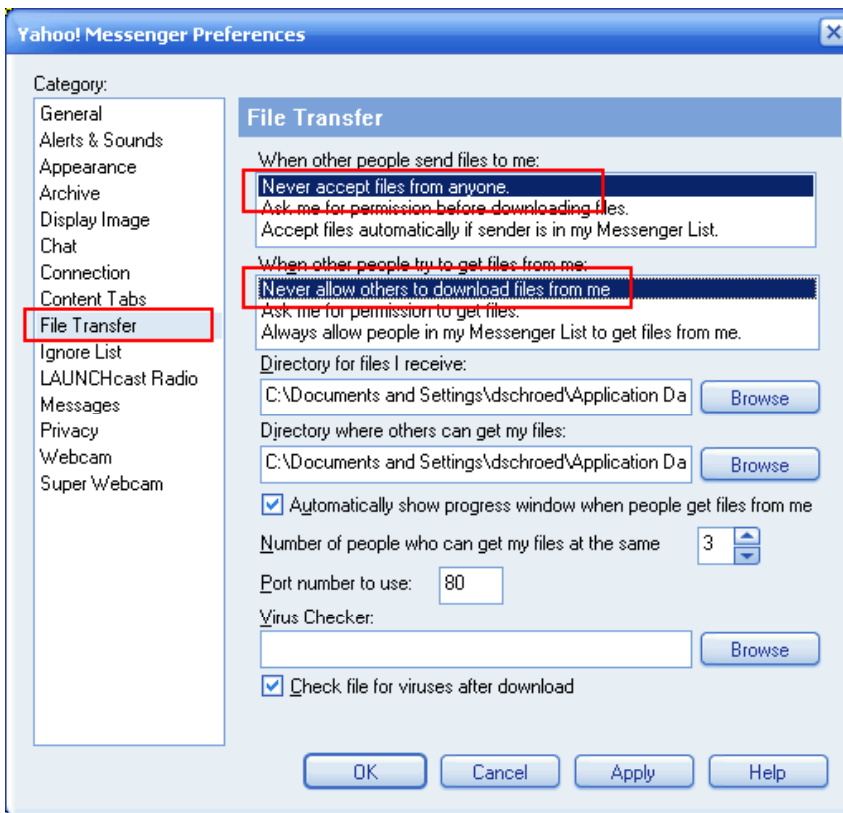 Yahoo! Messenger Preferences
Category:
General
Alerts & Sounds
Appearance
Archive
Display Image
Chat
Connection
Content Tabs
File Transfer
Ignore List
LAUNCHcast Radio
Messages
Privacy
Webcam
Super Webcam
File Transfer
When other people send files to me:
Never accept files from anyone.
Ask me for permission before downloading files.
Accept files automatically if sender is in my Messenger List.
When other people try to get files from me:
Never allow others to download files from me
Ask me for permission to get files.
Always allow people in my Messenger List to get files from me.
Directory for files I receive:
C:\Documents and Settings\dschroed\Application Da
Browse
Directory where others can get my files:
C:\Documents and Settings\dschroed\Application Da
Browse
Automatically show progress window when people get files from me
Number of people who can get my files at the same
3
Port number to use:
80
Virus Checker:
Browse
Check file for viruses after download
OK
Cancel
Apply
Help